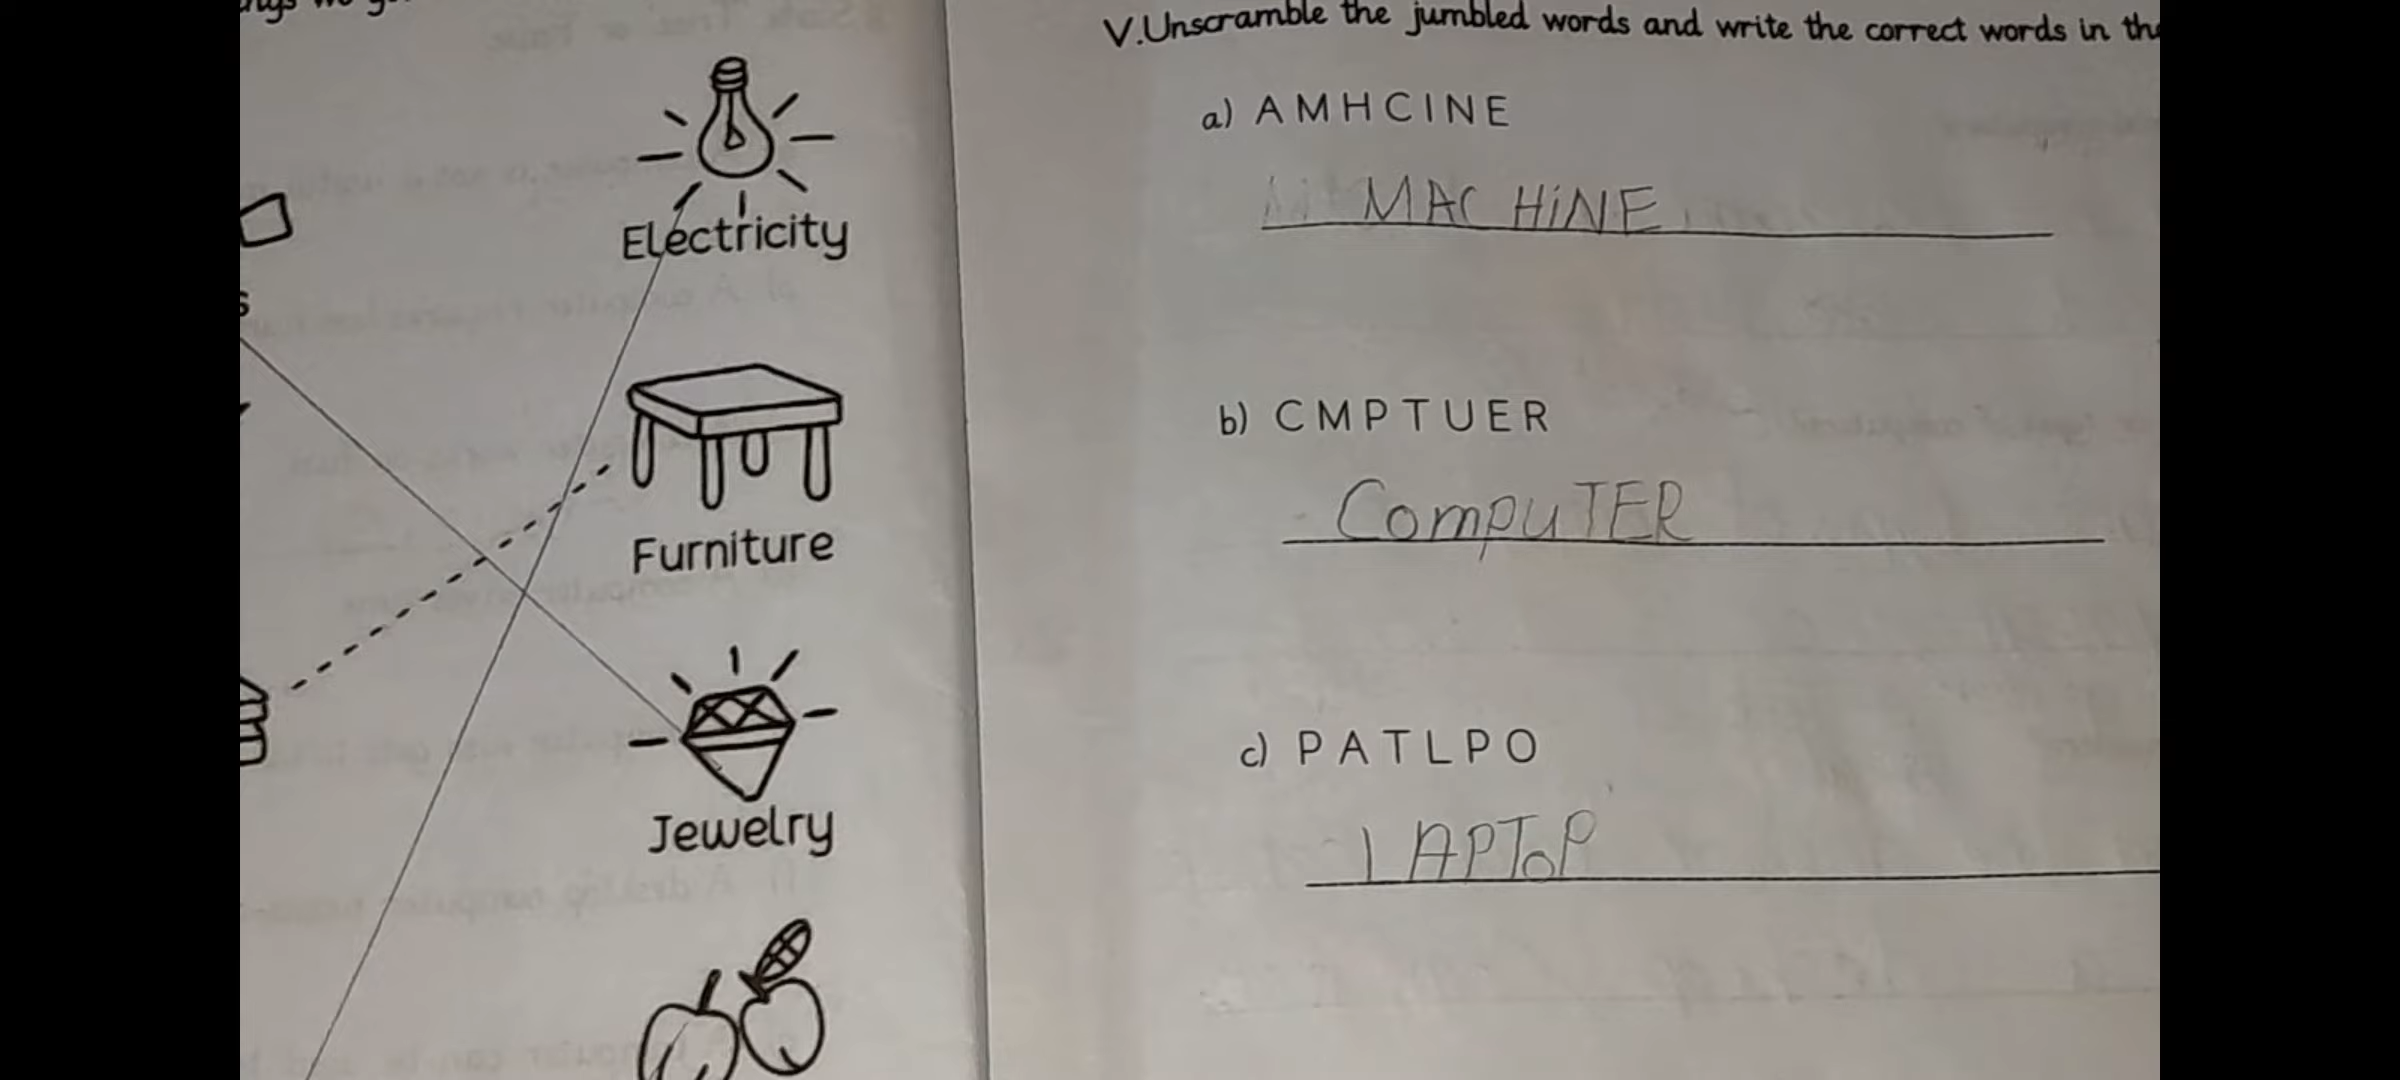 Electricity
Furniture
Jewelry
V.Unscramble the jumbled words and write the correct words in
a) AMHCINE
MACHiNE
b) CMPTUER
CompuTER
c) PATLPO
lAPToP